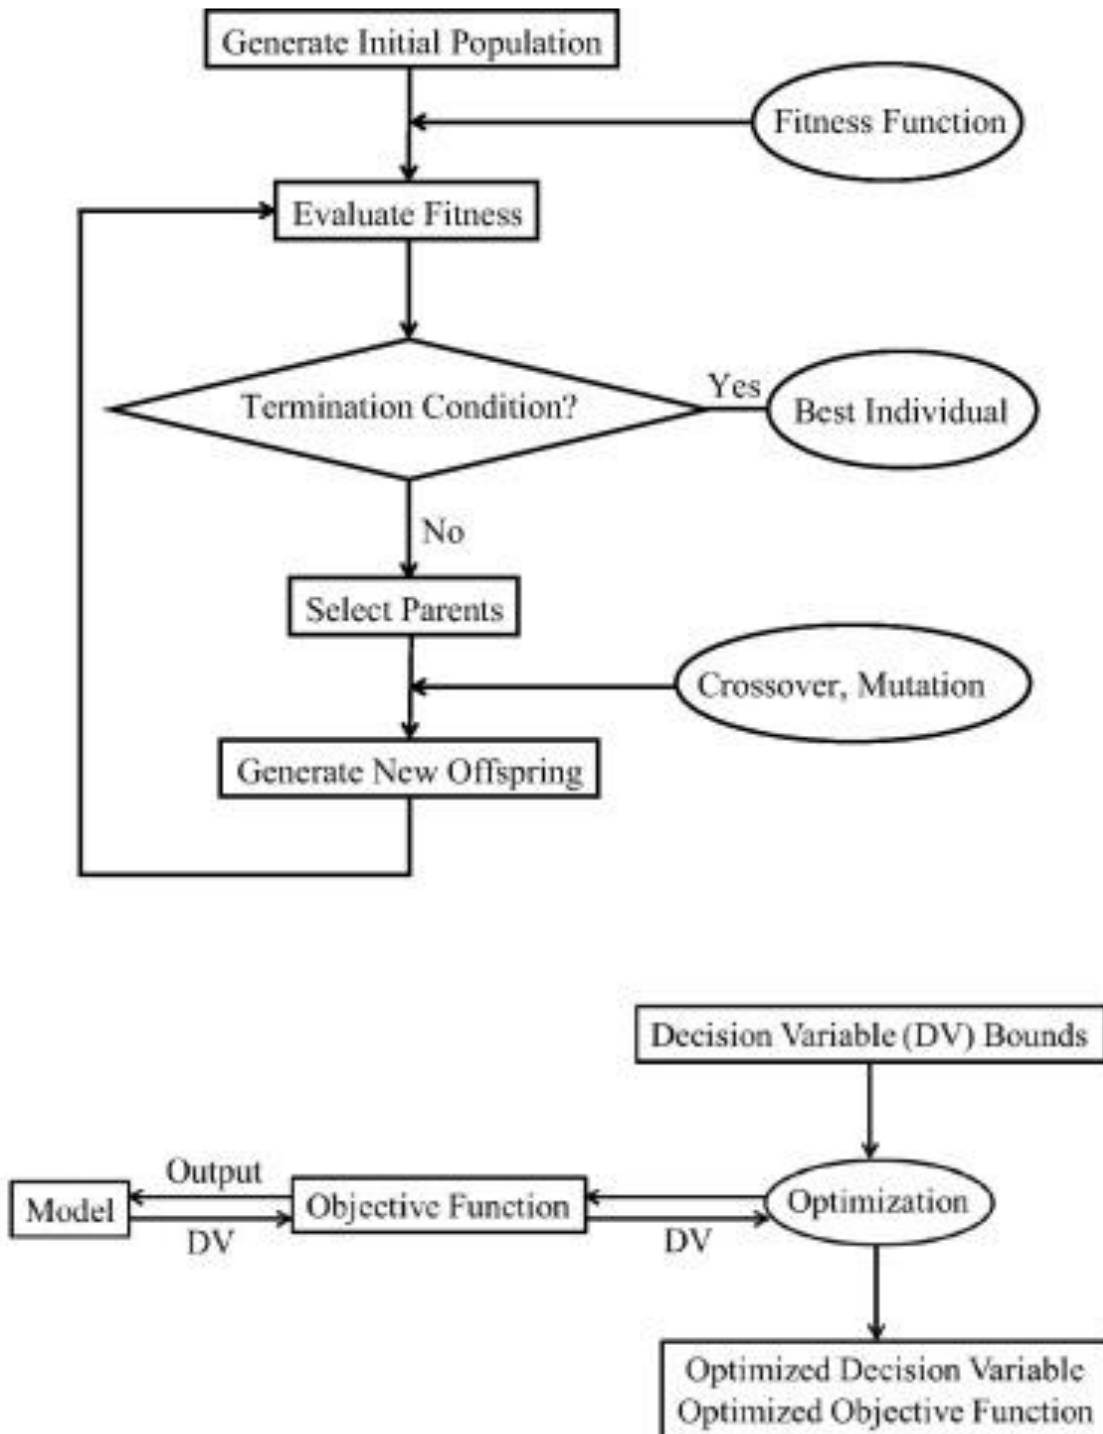 Generate Initial Population
Fitness Function
Evaluate Fitness
Termination Condition?
Yes
Best Individual
No
Select Parents
Crossover, Mutation
Generate New Offspring
Decision Variable (DV) Bounds
Output
Model
Objective Function
Optimization
DV
DV
Optimized Decision Variable
Optimized Objective Function